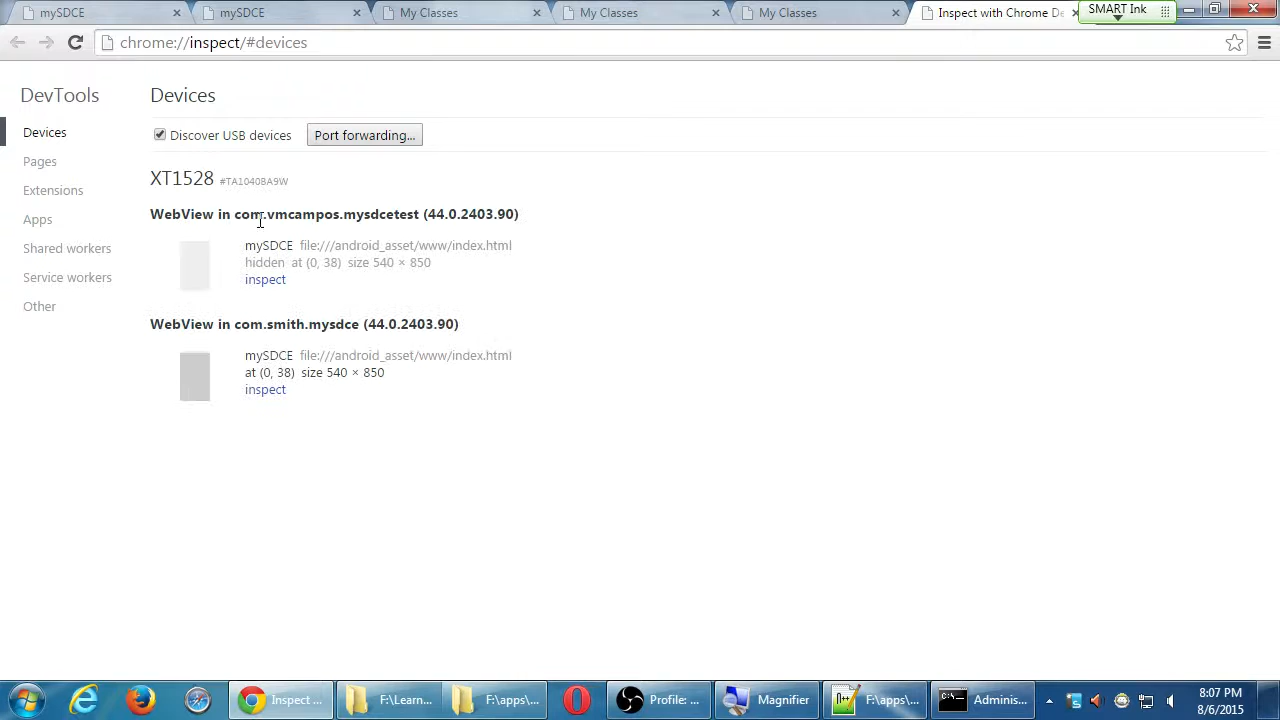 mySDCE
mySDCE
My Classes
My Classes
My Classes
Inspect with Chrome De
SMART Ink
chrome://inspect/#devices
DevTools
Devices
Pages
Extensions
Apps
Shared workers
Service workers
Other
Devices
Discover USB devices
Port forwarding...
XT1528 #TA1040BA9W
WebView in com.vmcampos.mysdcetest (44.0.2403.90)
mySDCE file:///android_asset/www/index.html
hidden at (0, 38) size 540 × 850
inspect
WebView in com.smith.mysdce (44.0.2403.90)
mySDCE file:///android_asset/www/index.html
at (0, 38) size 540 × 850
inspect
Inspect ...
F:\Learn...
F:\apps\...
Profile: ...
Magnifier
F:\apps\...
Adminis...
8:07 PM
8/6/2015